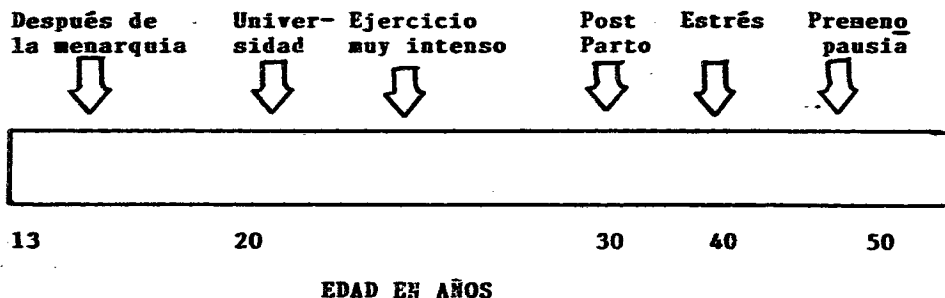 Después de
la menarquia
Univer-
sidad
Ejercicio
muy intenso
Post
Parto
Estrés
Premeno
pausia
13 20 30 40 50
EDAD EN AÑOS